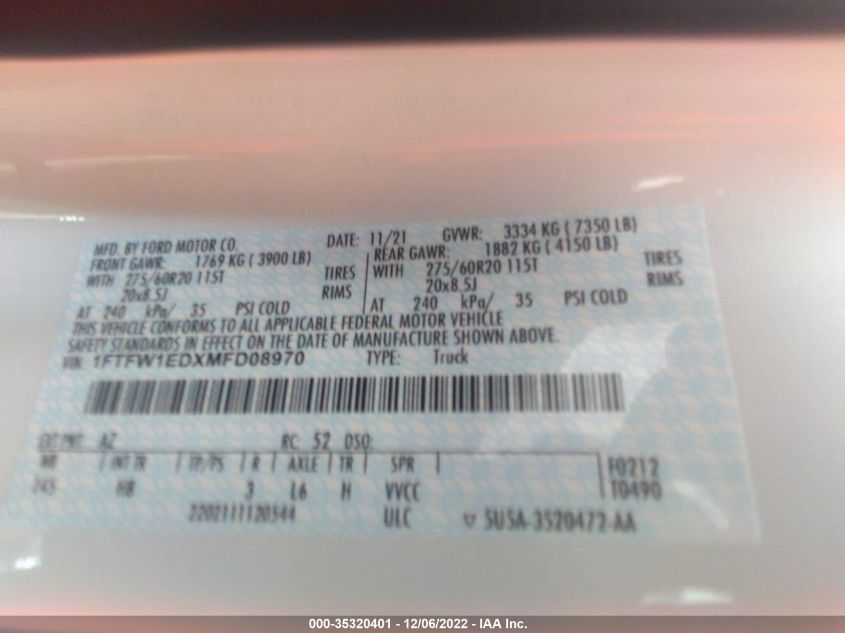 MFD. BY FORD MOTOR CO. DATE: 11/21 GVWR: 3334 KG ( 7350 LB)
FRONT GAWR: 1769 KG ( 3900 LB) REAR GAWR: 1882 KG ( 4150 LB)
WITH 275/60R20 115T TIRES WITH 275/60R20 115T TIRES
20x8.5J RIMS 20x8.5J RIMS
AT 240 kPa/ 35 PSI COLD AT 240 kPa/ 35 PSI COLD
THIS VEHICLE CONFORMS TO ALL APPLICABLE FEDERAL MOTOR VEHICLE
SAFETY STANDARDS IN EFFECT ON THE DATE OF MANUFACTURE SHOWN ABOVE.
VIN: 1FTFW1EDXMFD08970 TYPE: Truck
EXT PNT: AZ RC: 52 DSO:
WB INT TR TP/PS R AXLE TR SPR F0212
145 HB 3 L6 H VVCC T0490
2202111120544 ULC 5U5A-3520472-AA
000-35320401 - 12/06/2022 - IAA Inc.